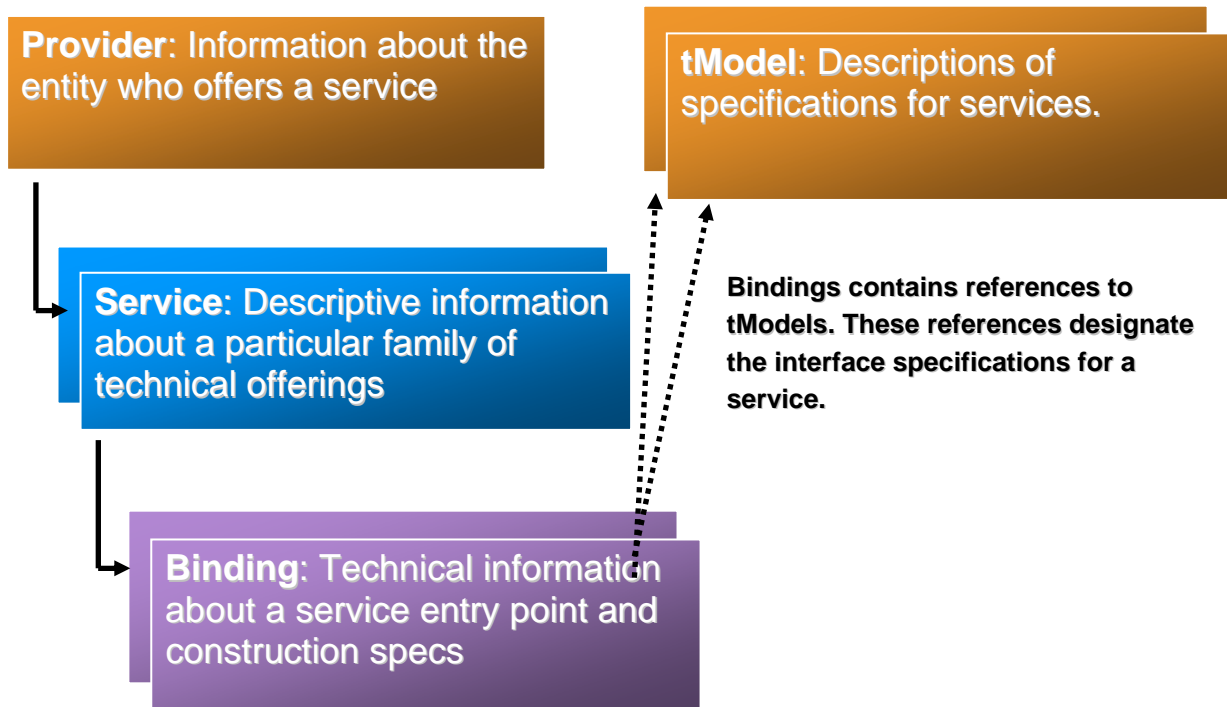 Provider: Information about the
entity who offers a service
tModel: Descriptions of
specifications for services.
Service: Descriptive information
about a particular family of
technical offerings
Bindings contains references to
tModels. These references designate
the interface specifications for a
service.
Binding: Technical information
about a service entry point and
construction specs